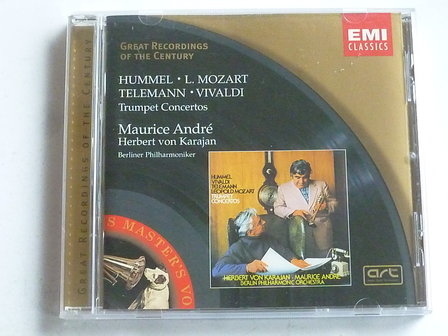 GREAT RECORDINGS
OF THE CENTURY
EMI
CLASSICS
HUMMEL · L. MOZART
TELEMANN · VIVALDI
Trumpet Concertos
Maurice André
Herbert von Karajan
Berliner Philharmoniker
HUMMEL
VIVALDI
TELEMANN
LEOPOLD MOZART
TRUMPET
CONCERTOS
HERBERT VON KARAJAN · MAURICE ANDRÉ
BERLIN PHILHARMONIC ORCHESTRA
GREAT RECORDINGS OF THE CENTURY
S MASTER'S VO
art